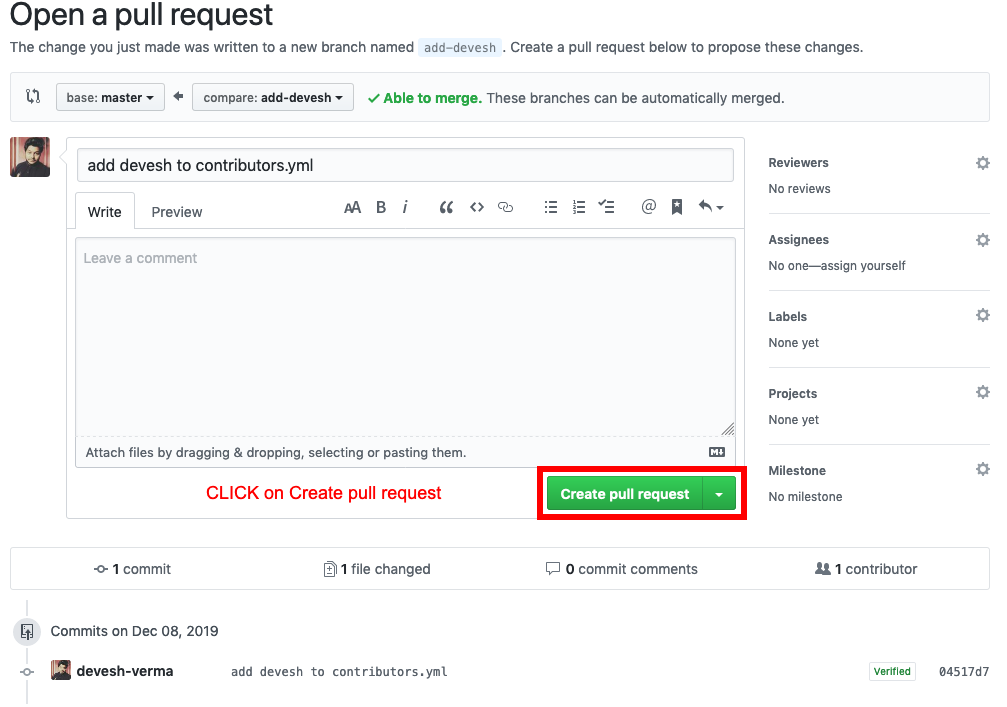 Open a pull request
The change you just made was written to a new branch named add-devesh. Create a pull request below to propose these changes.
base: master
compare: add-devesh
Able to merge. These branches can be automatically merged.
add devesh to contributors.yml
Write
Preview
AA B i
@
Leave a comment
Attach files by dragging & dropping, selecting or pasting them.
CLICK on Create pull request
Create pull request
Reviewers
No reviews
Assignees
No one—assign yourself
Labels
None yet
Projects
None yet
Milestone
No milestone
1 commit
1 file changed
0 commit comments
1 contributor
Commits on Dec 08, 2019
devesh-verma
add devesh to contributors.yml
Verified
04517d7